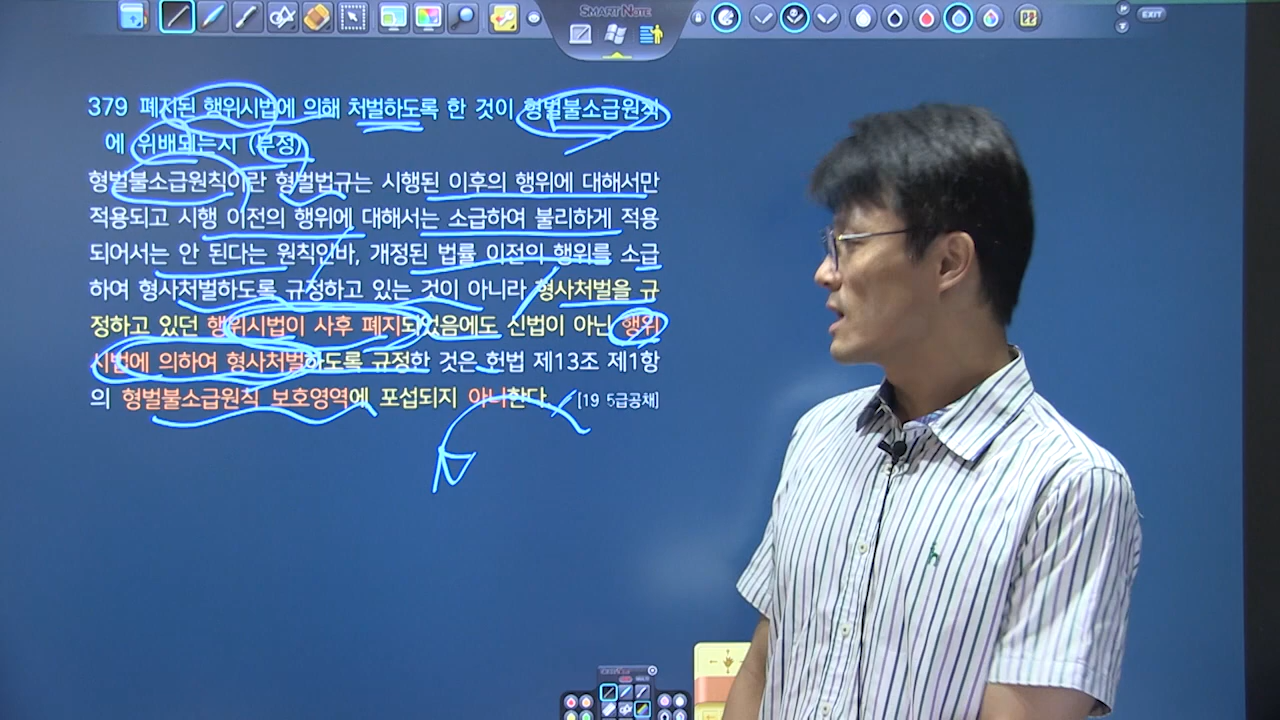 SMART NOTE
EXIT
379 폐지된 행위시법에 의해 처벌하도록 한 것이 형벌불소급원칙
에 위배되는지 (부정)
형벌불소급원칙이란 형벌법규는 시행된 이후의 행위에 대해서만
적용되고 시행 이전의 행위에 대해서는 소급하여 불리하게 적용
되어서는 안 된다는 원칙인바, 개정된 법률 이전의 행위를 소급
하여 형사처벌하도록 규정하고 있는 것이 아니라 형사처벌을 규
정하고 있던 행위시법이 사후 폐지되었음에도 신법이 아닌 행위
시법에 의하여 형사처벌하도록 규정한 것은 헌법 제13조 제1항
의 형벌불소급원칙 보호영역에 포섭되지 아니한다. [19 5급공채]